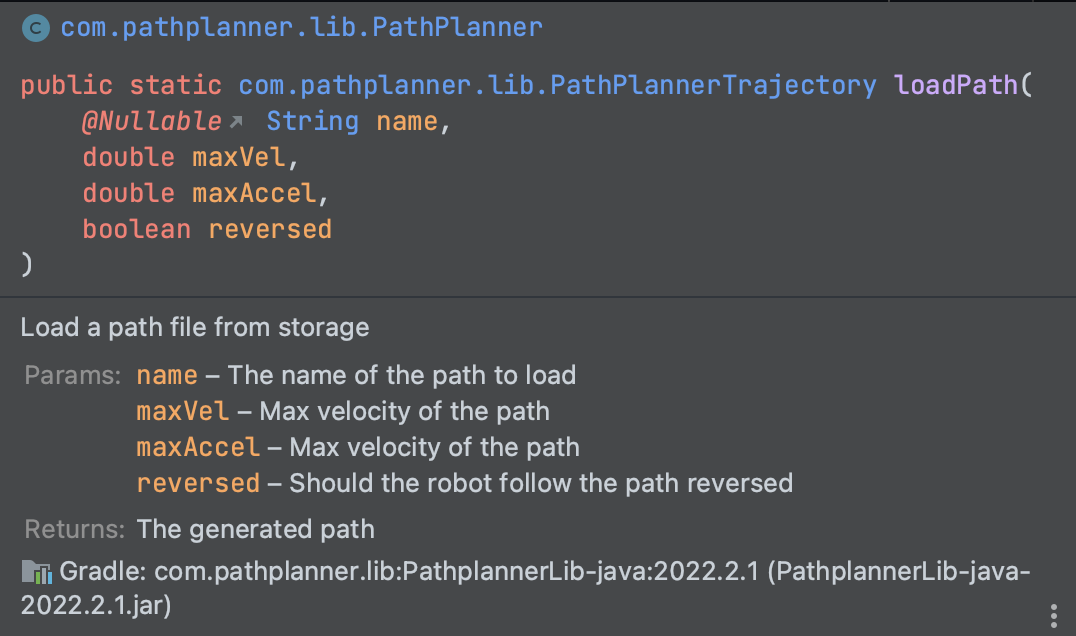 C com.pathplanner.lib.PathPlanner
public static com.pathplanner.lib.PathPlannerTrajectory loadPath(
@Nullable↗ String name,
double maxVel,
double maxAccel,
boolean reversed
)
Load a path file from storage
Params: name – The name of the path to load
maxVel – Max velocity of the path
maxAccel – Max velocity of the path
reversed – Should the robot follow the path reversed
Returns: The generated path
Gradle: com.pathplanner.lib:PathplannerLib-java:2022.2.1 (PathplannerLib-java-
2022.2.1.jar)